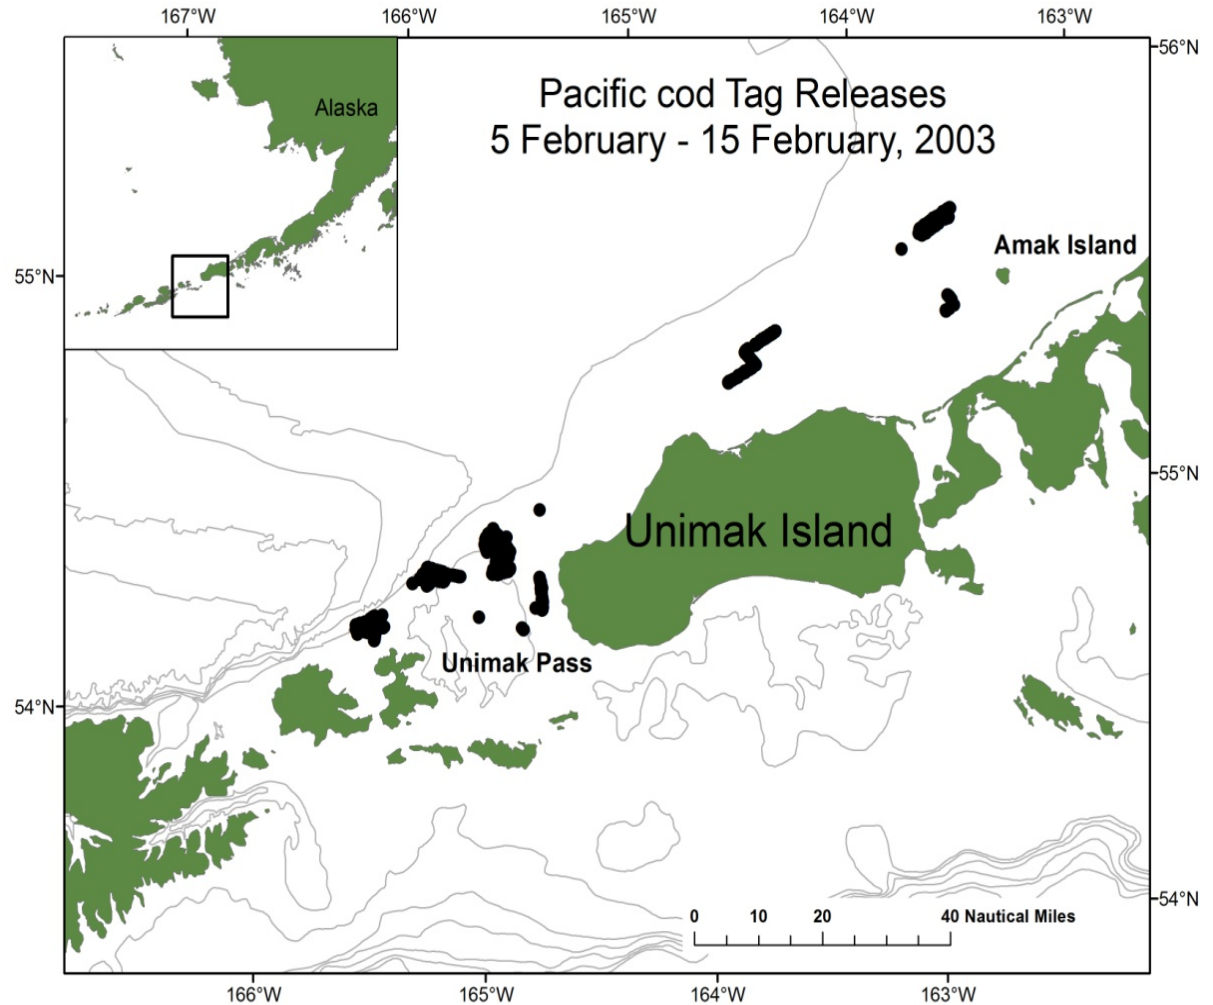 167°W 166°W 165°W 164°W 163°W
56°N
Pacific cod Tag Releases
5 February - 15 February, 2003
Alaska
Amak Island
55°N
55°N
Unimak Island
Unimak Pass
54°N
54°N
0 10 20 40 Nautical Miles
166°W 165°W 164°W 163°W